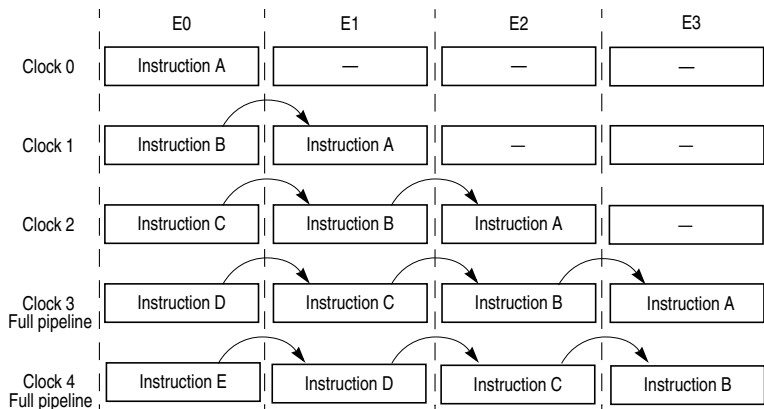 E0 E1 E2 E3
Clock 0 Instruction A — — —
Clock 1 Instruction B Instruction A — —
Clock 2 Instruction C Instruction B Instruction A —
Clock 3 Instruction D Instruction C Instruction B Instruction A
Full pipeline
Clock 4 Instruction E Instruction D Instruction C Instruction B
Full pipeline